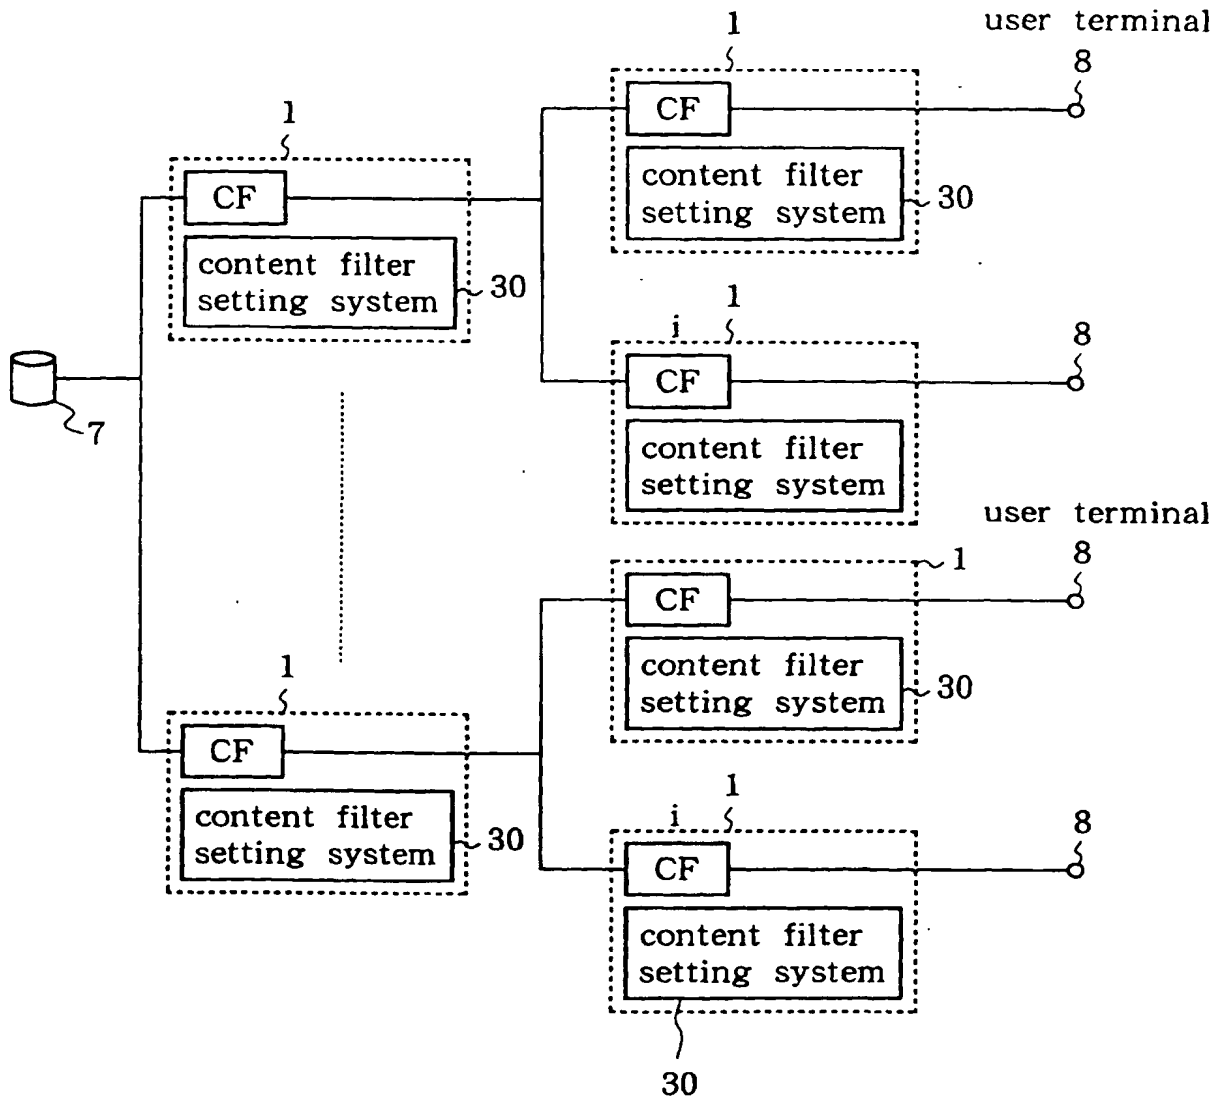 user terminal
1
8
CF
1
content filter
setting system
30
CF
content filter
setting system
30
1
i
8
CF
7
content filter
setting system
user terminal
1
8
CF
1
content filter
setting system
30
CF
1
i
8
content filter
setting system
30
CF
content filter
setting system
30